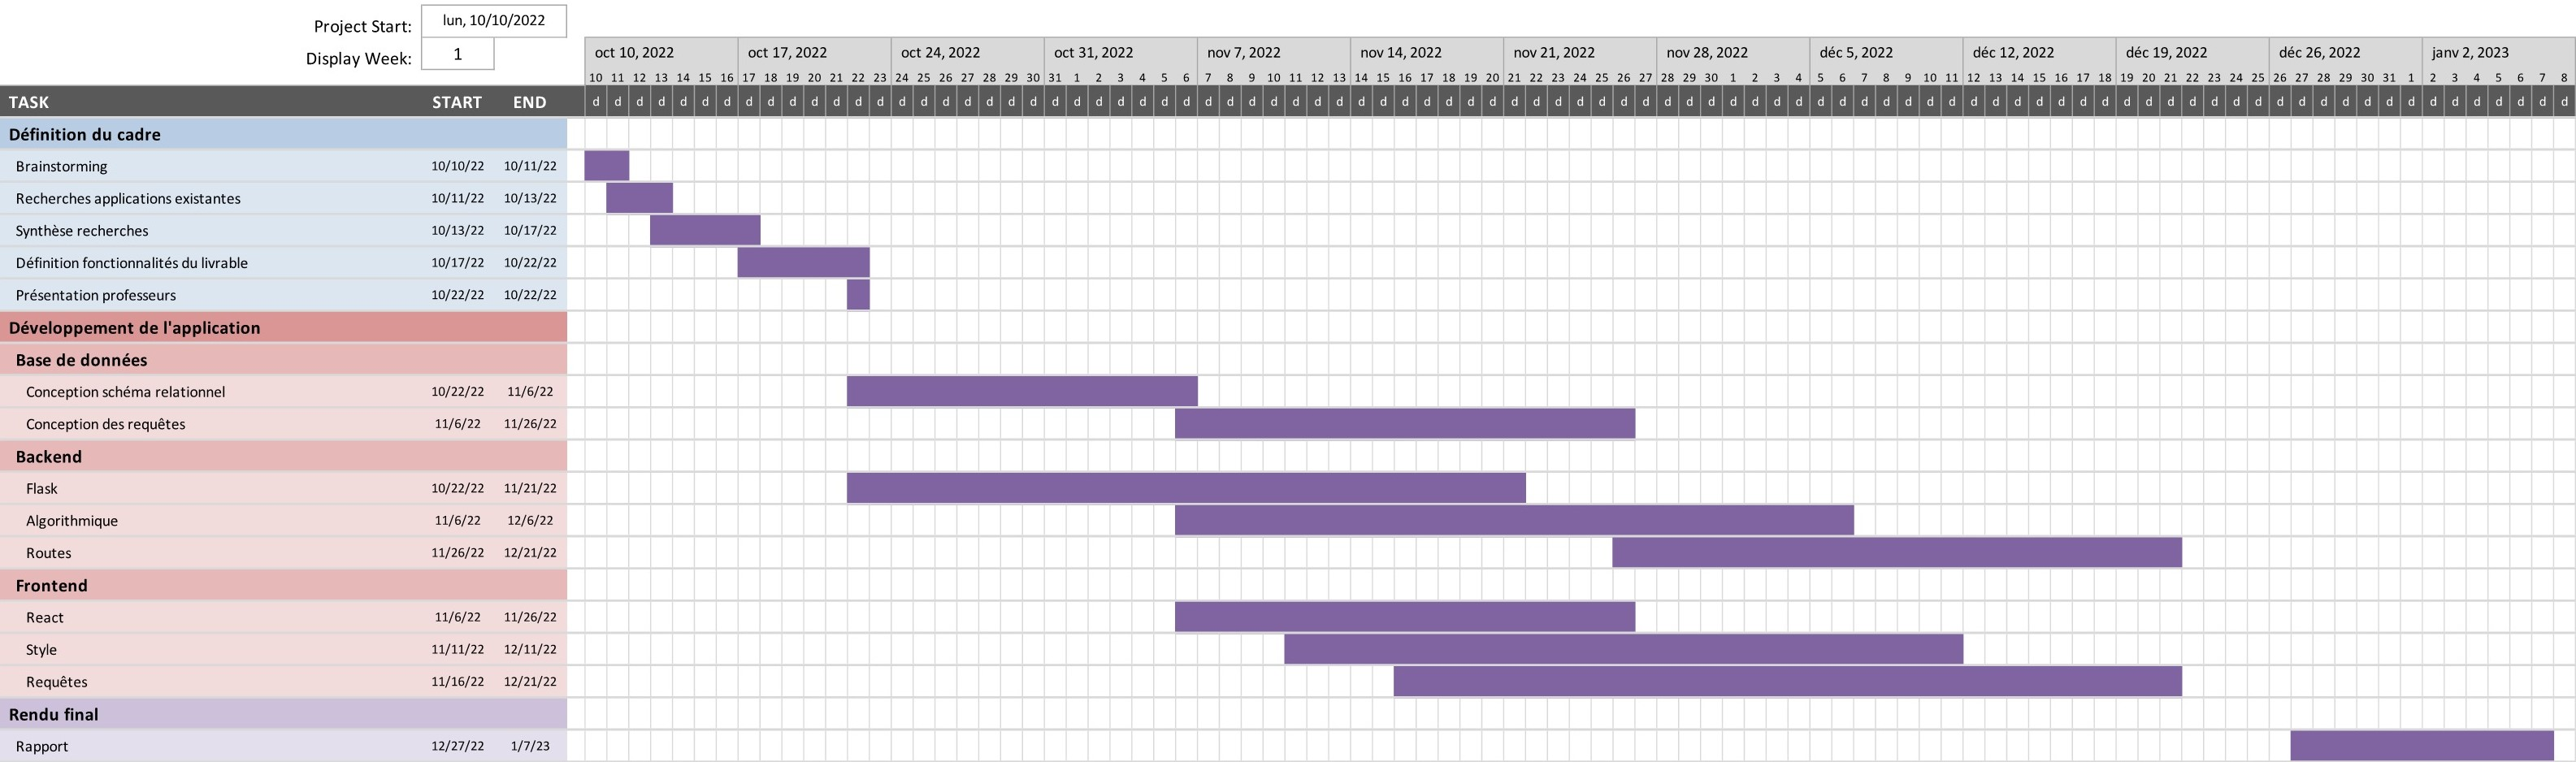 Project Start: lun, 10/10/2022
Display Week: 1
oct 10, 2022 oct 17, 2022 oct 24, 2022 oct 31, 2022 nov 7, 2022 nov 14, 2022 nov 21, 2022 nov 28, 2022 déc 5, 2022 déc 12, 2022 déc 19, 2022 déc 26, 2022 janv 2, 2023
10 11 12 13 14 15 16 17 18 19 20 21 22 23 24 25 26 27 28 29 30 31 1 2 3 4 5 6 7 8 9 10 11 12 13 14 15 16 17 18 19 20 21 22 23 24 25 26 27 28 29 30 1 2 3 4 5 6 7 8 9 10 11 12 13 14 15 16 17 18 19 20 21 22 23 24 25 26 27 28 29 30 31 1 2 3 4 5 6 7 8
TASK START END d d d d d d d d d d d d d d d d d d d d d d d d d d d d d d d d d d d d d d d d d d d d d d d d d d d d d d d d d d d d d d d d d d d d d d d d d d d d d d d d d d d d d d d d d d d
Définition du cadre
Brainstorming 10/10/22 10/11/22
Recherches applications existantes 10/11/22 10/13/22
Synthèse recherches 10/13/22 10/17/22
Définition fonctionnalités du livrable 10/17/22 10/22/22
Présentation professeurs 10/22/22 10/22/22
Développement de l'application
Base de données
Conception schéma relationnel 10/22/22 11/6/22
Conception des requêtes 11/6/22 11/26/22
Backend
Flask 10/22/22 11/21/22
Algorithmique 11/6/22 12/6/22
Routes 11/26/22 12/21/22
Frontend
React 11/6/22 11/26/22
Style 11/11/22 12/11/22
Requêtes 11/16/22 12/21/22
Rendu final
Rapport 12/27/22 1/7/23